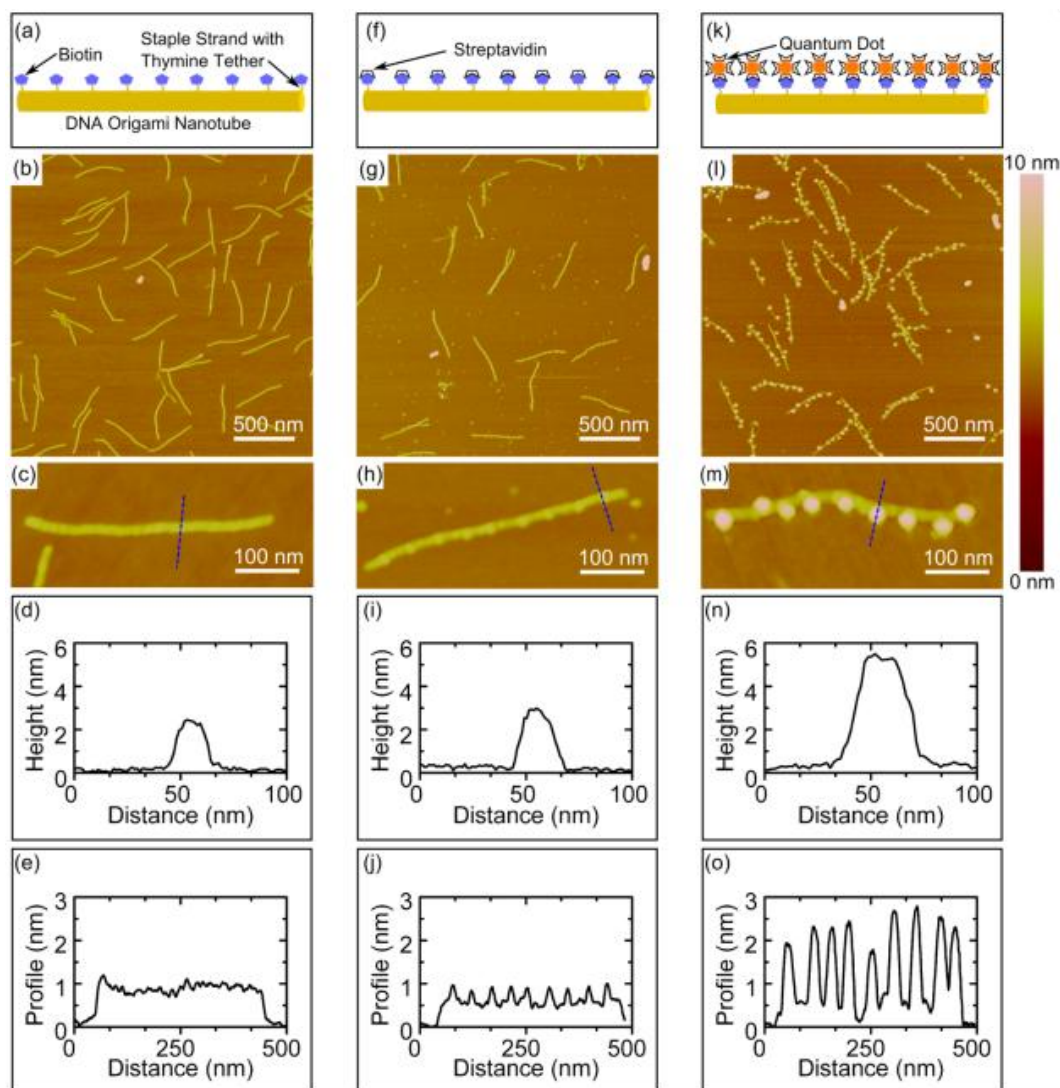 (a)
Biotin
Staple Strand with
Thymine Tether
DNA Origami Nanotube
(f)
Streptavidin
(k)
Quantum Dot
(b)
500 nm
(g)
500 nm
(l)
500 nm
10 nm
0 nm
(c)
100 nm
(h)
100 nm
(m)
100 nm
(d)
6
4
2
0
Height (nm)
0 50 100
Distance (nm)
(i)
6
4
2
0
Height (nm)
0 50 100
Distance (nm)
(n)
6
4
2
0
Height (nm)
0 50 100
Distance (nm)
(e)
3
2
1
0
Profile (nm)
0 250 500
Distance (nm)
(j)
3
2
1
0
Profile (nm)
0 250 500
Distance (nm)
(o)
3
2
1
0
Profile (nm)
0 250 500
Distance (nm)